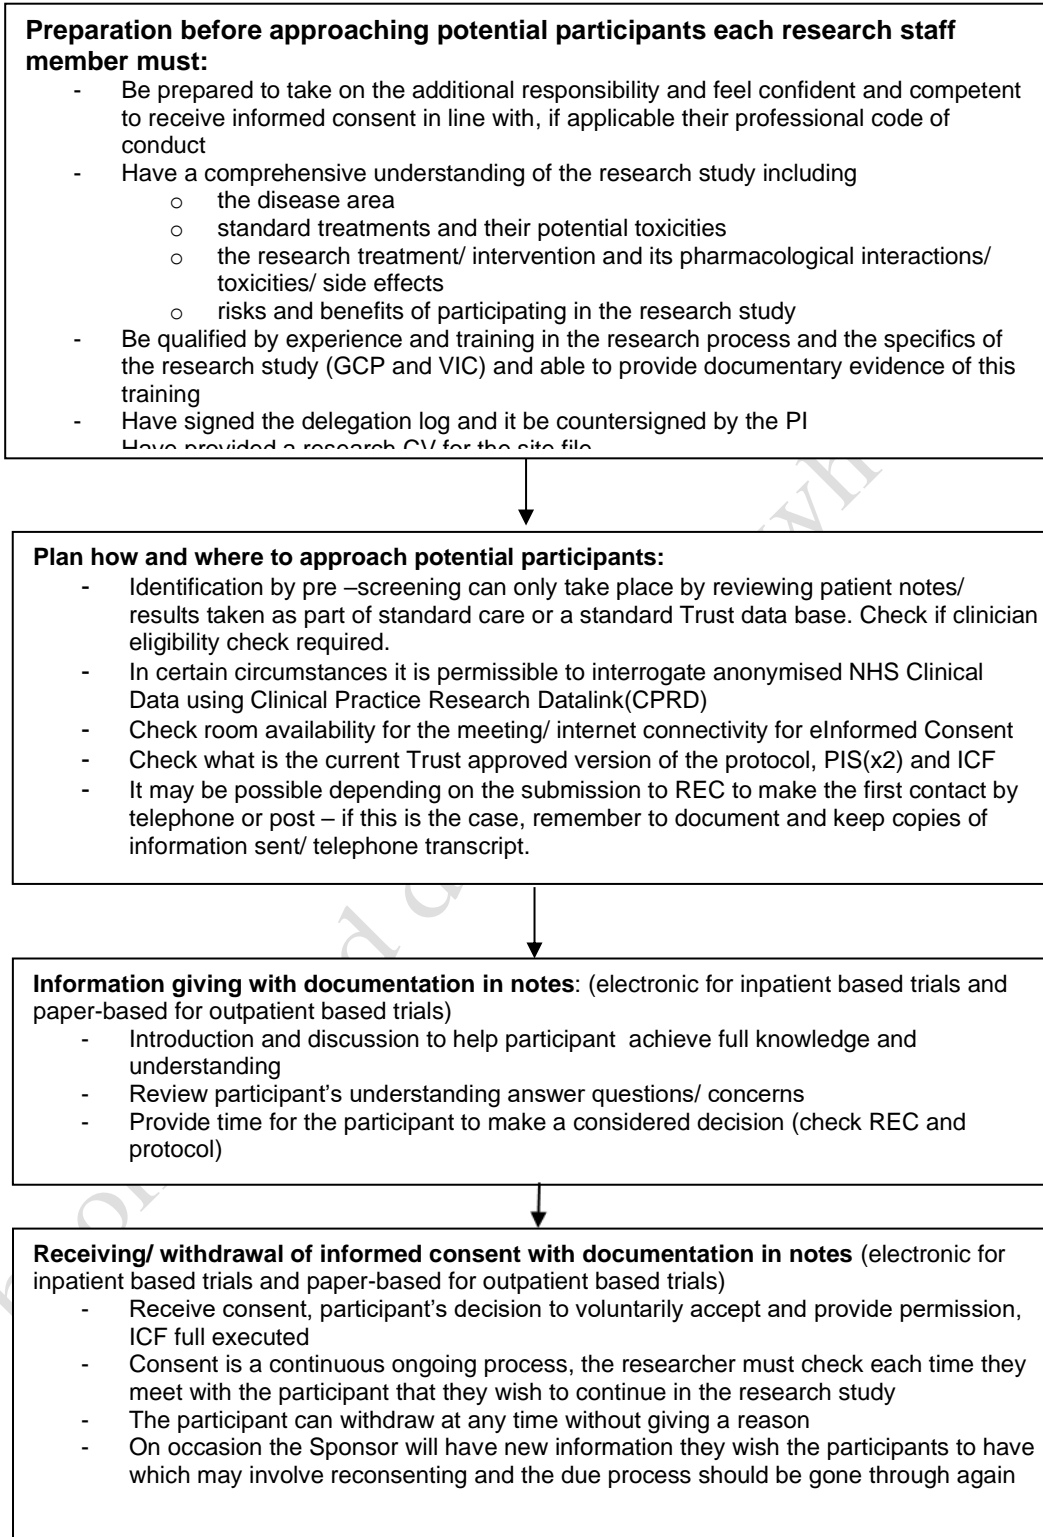 Preparation before approaching potential participants each research staff
member must:
- Be prepared to take on the additional responsibility and feel confident and competent
to receive informed consent in line with, if applicable their professional code of
conduct
- Have a comprehensive understanding of the research study including
o the disease area
o standard treatments and their potential toxicities
o the research treatment/ intervention and its pharmacological interactions/
toxicities/ side effects
o risks and benefits of participating in the research study
- Be qualified by experience and training in the research process and the specifics of
the research study (GCP and VIC) and able to provide documentary evidence of this
training
- Have signed the delegation log and it be countersigned by the PI
Have provided a research CV for the site file
Plan how and where to approach potential participants:
- Identification by pre –screening can only take place by reviewing patient notes/
results taken as part of standard care or a standard Trust data base. Check if clinician
eligibility check required.
- In certain circumstances it is permissible to interrogate anonymised NHS Clinical
Data using Clinical Practice Research Datalink(CPRD)
- Check room availability for the meeting/ internet connectivity for eInformed Consent
- Check what is the current Trust approved version of the protocol, PIS(x2) and ICF
- It may be possible depending on the submission to REC to make the first contact by
telephone or post – if this is the case, remember to document and keep copies of
information sent/ telephone transcript.
Information giving with documentation in notes: (electronic for inpatient based trials and
paper-based for outpatient based trials)
- Introduction and discussion to help participant achieve full knowledge and
understanding
- Review participant's understanding answer questions/ concerns
- Provide time for the participant to make a considered decision (check REC and
protocol)
Receiving/ withdrawal of informed consent with documentation in notes (electronic for
inpatient based trials and paper-based for outpatient based trials)
- Receive consent, participant's decision to voluntarily accept and provide permission,
ICF full executed
- Consent is a continuous ongoing process, the researcher must check each time they
meet with the participant that they wish to continue in the research study
- The participant can withdraw at any time without giving a reason
- On occasion the Sponsor will have new information they wish the participants to have
which may involve reconsenting and the due process should be gone through again